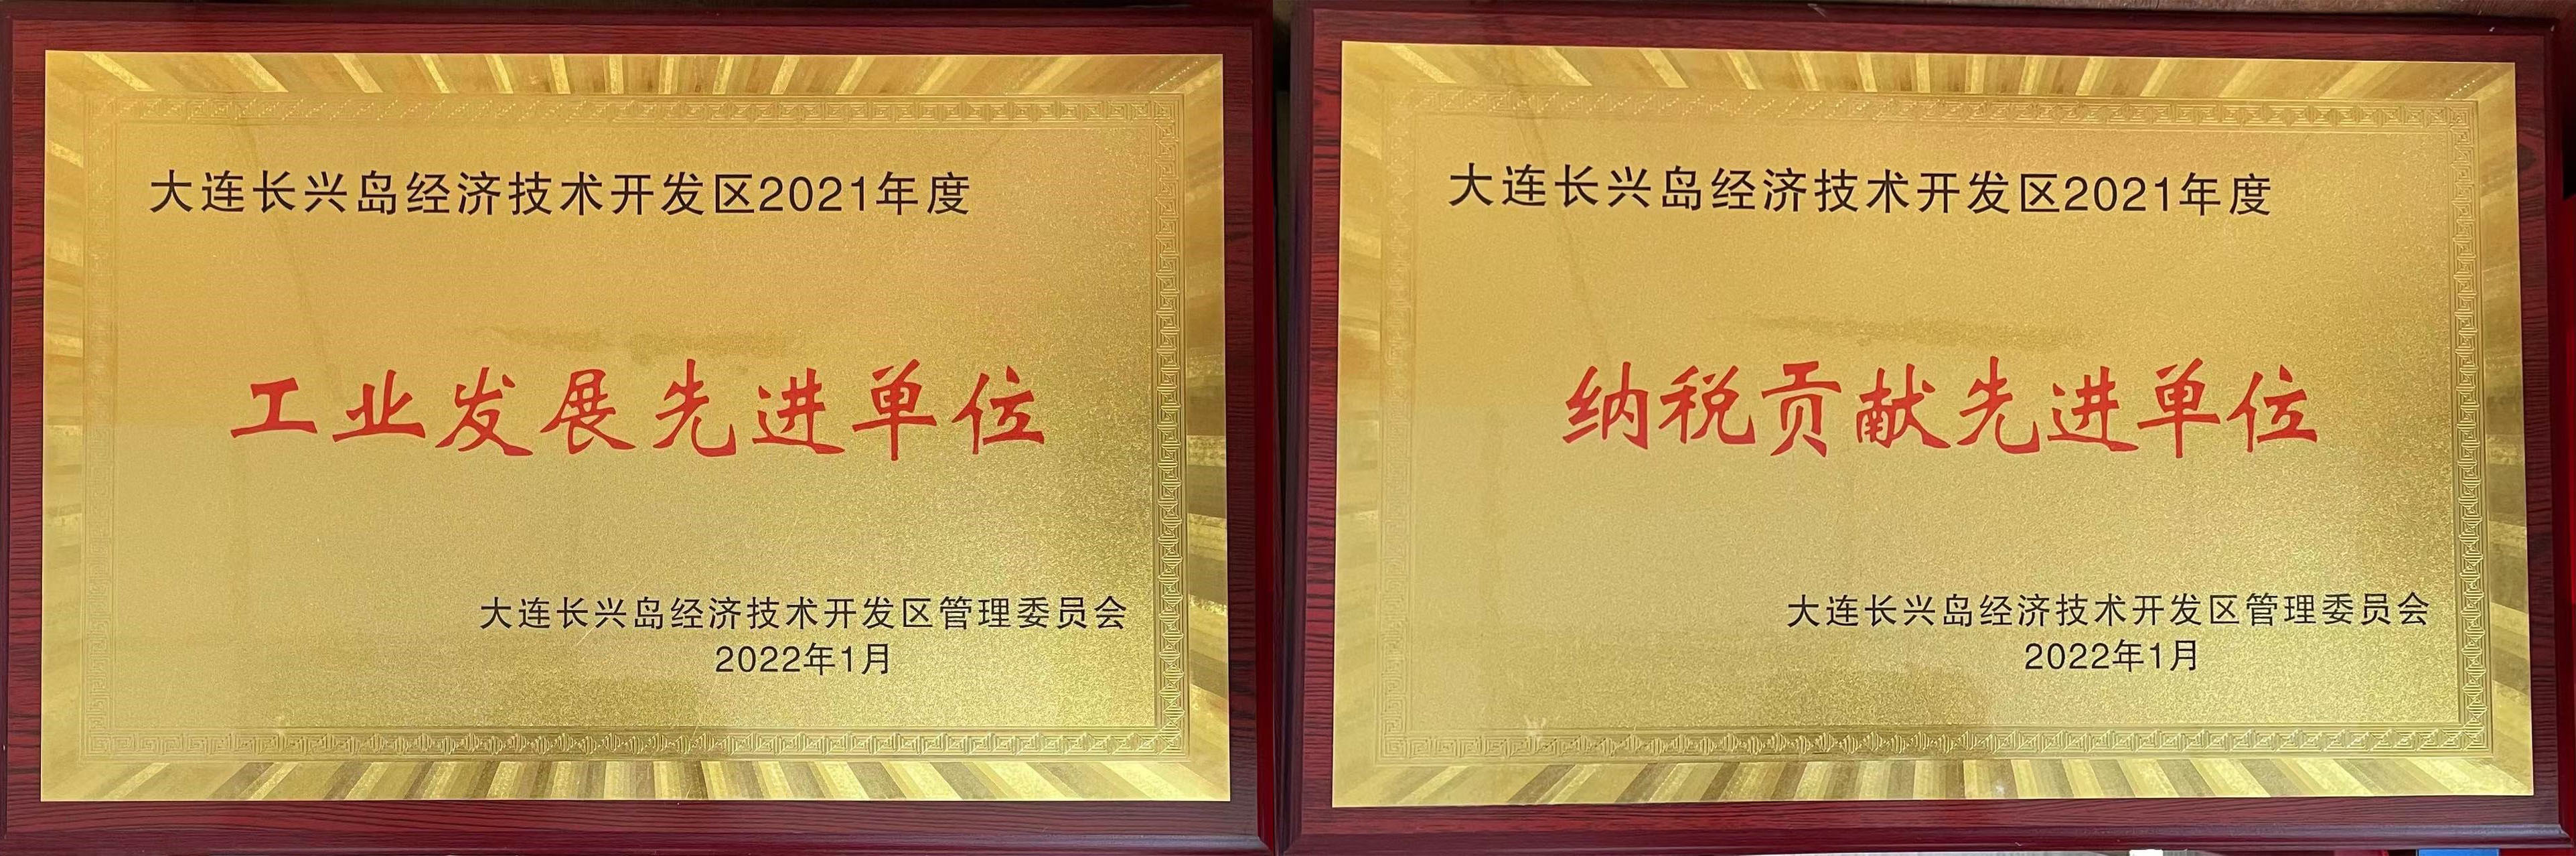 大连长兴岛经济技术开发区2021年度
工业发展先进单位
大连长兴岛经济技术开发区管理委员会
2022年1月
大连长兴岛经济技术开发区2021年度
纳税贡献先进单位
大连长兴岛经济技术开发区管理委员会
2022年1月